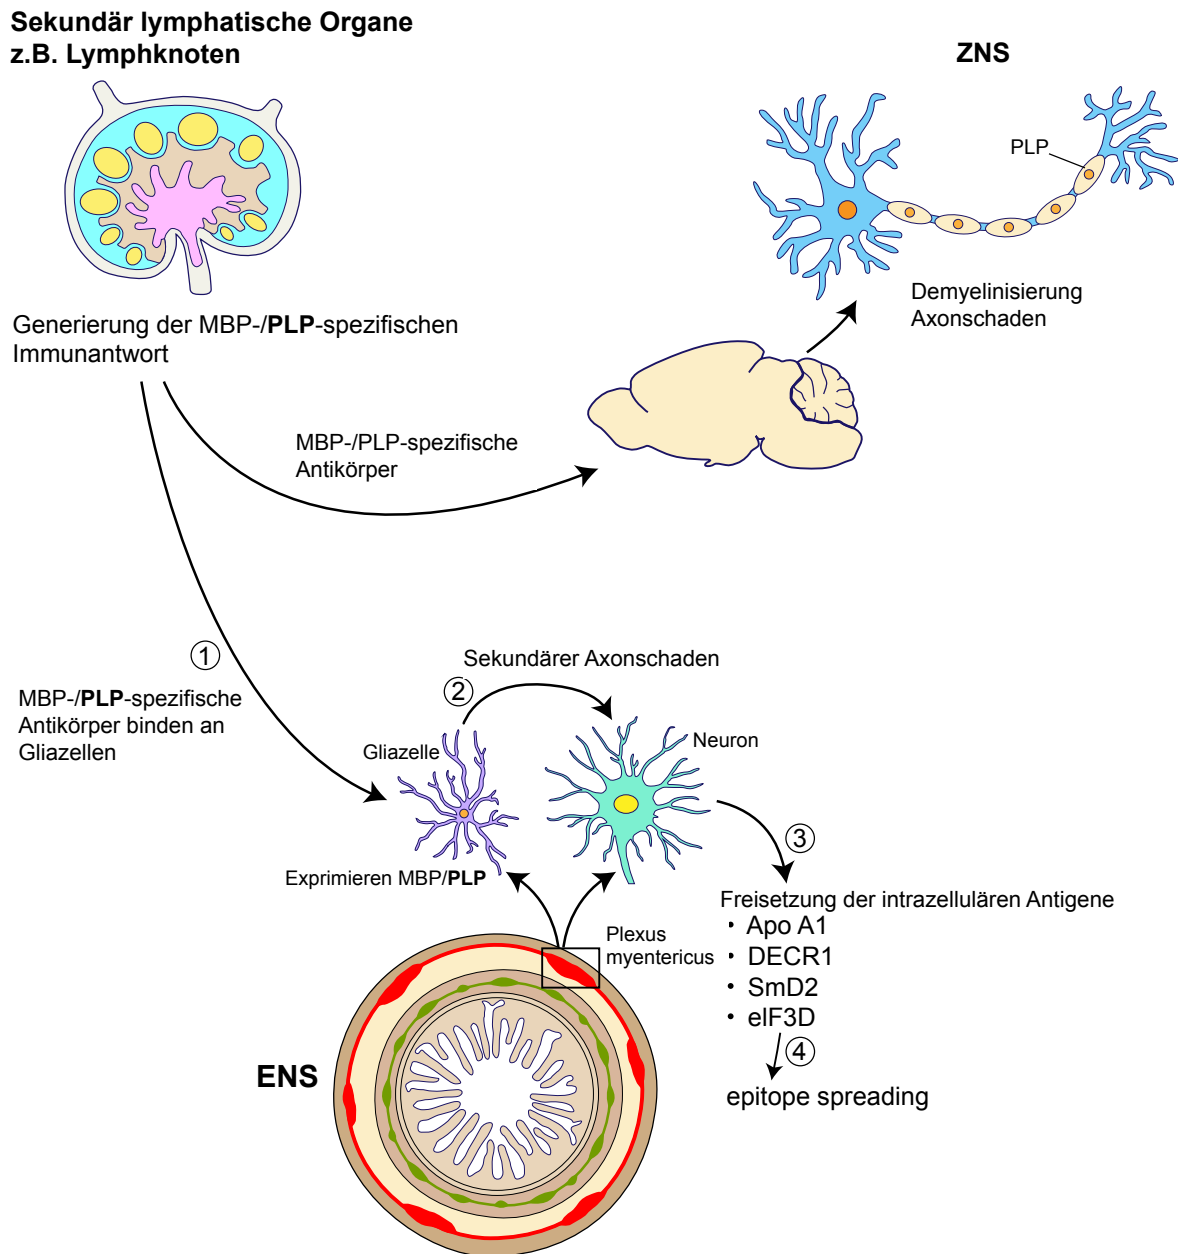 Sekundär lymphatische Organe
z.B. Lymphknoten
ZNS
PLP
Demyelinisierung
Axonschaden
Generierung der MBP-/PLP-spezifischen
Immunantwort
MBP-/PLP-spezifische
Antikörper
1
MBP-/PLP-spezifische
Antikörper binden an
Gliazellen
Sekundärer Axonschaden
2
Gliazelle
Neuron
Exprimieren MBP/PLP
3
Freisetzung der intrazellulären Antigene
• Apo A1
• DECR1
• SmD2
• eIF3D
4
epitope spreading
Plexus
myentericus
ENS